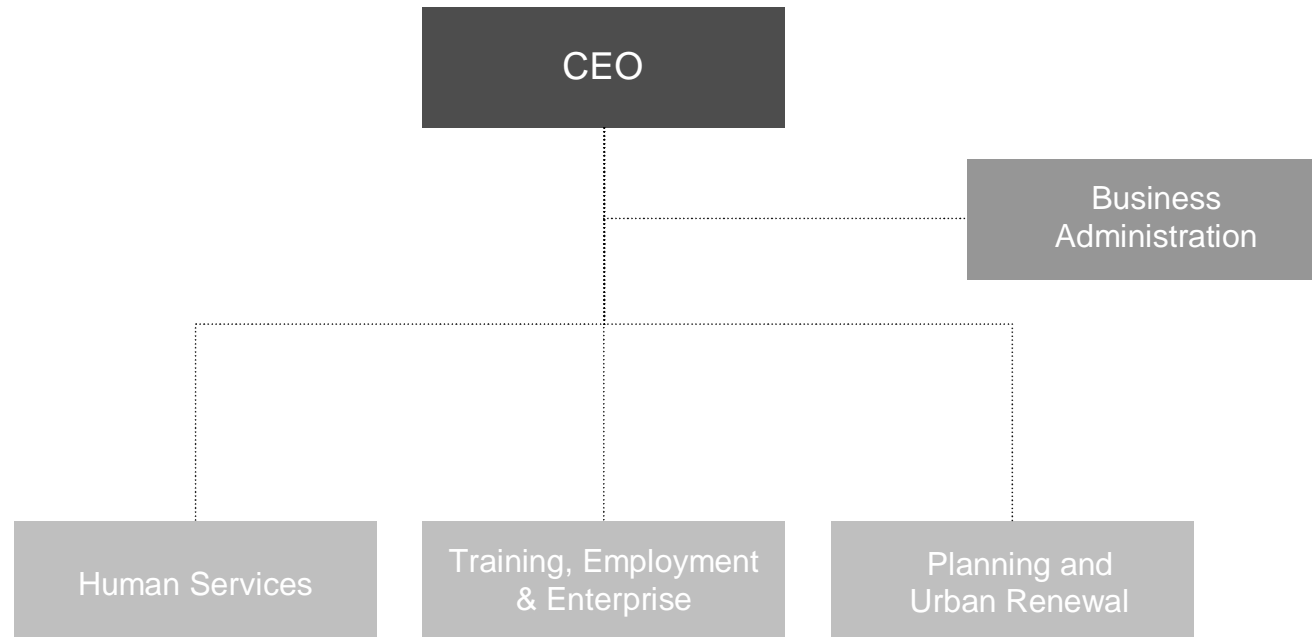 CEO
Business
Administration
Human Services
Training, Employment
& Enterprise
Planning and
Urban Renewal